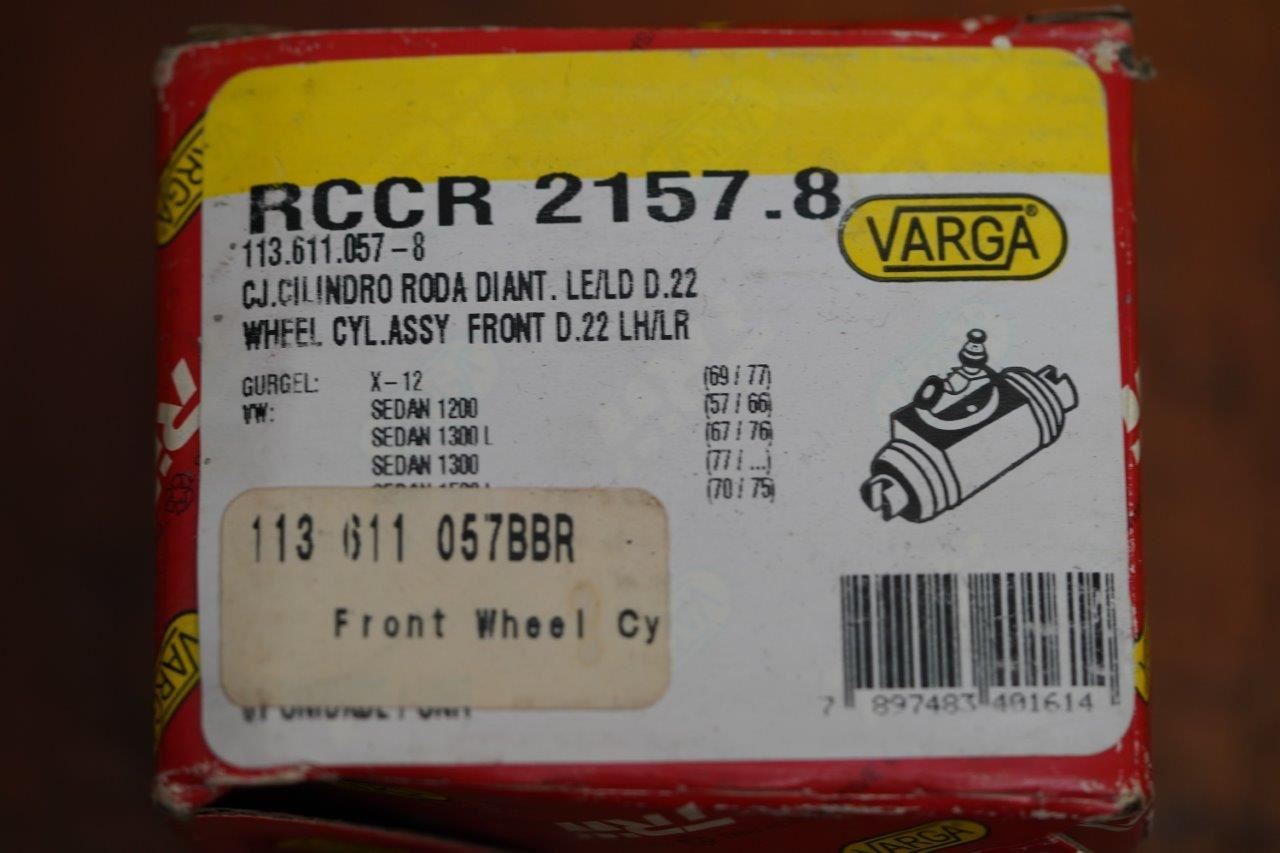 RCCR 2157.8
VARGA®
113.611.057-8
CJ.CILINDRO RODA DIANT. LE/LD D.22
WHEEL CYL.ASSY FRONT D.22 LH/LR
GURGEL: X-12 (69 / 77)
VW: SEDAN 1200 (57 / 66)
SEDAN 1300 L (67 / 76)
SEDAN 1300 (77 / ...)
(70 / 75)
113 611 057BBR
Front Wheel Cy
7 897483 401614
VARGA
VARGA